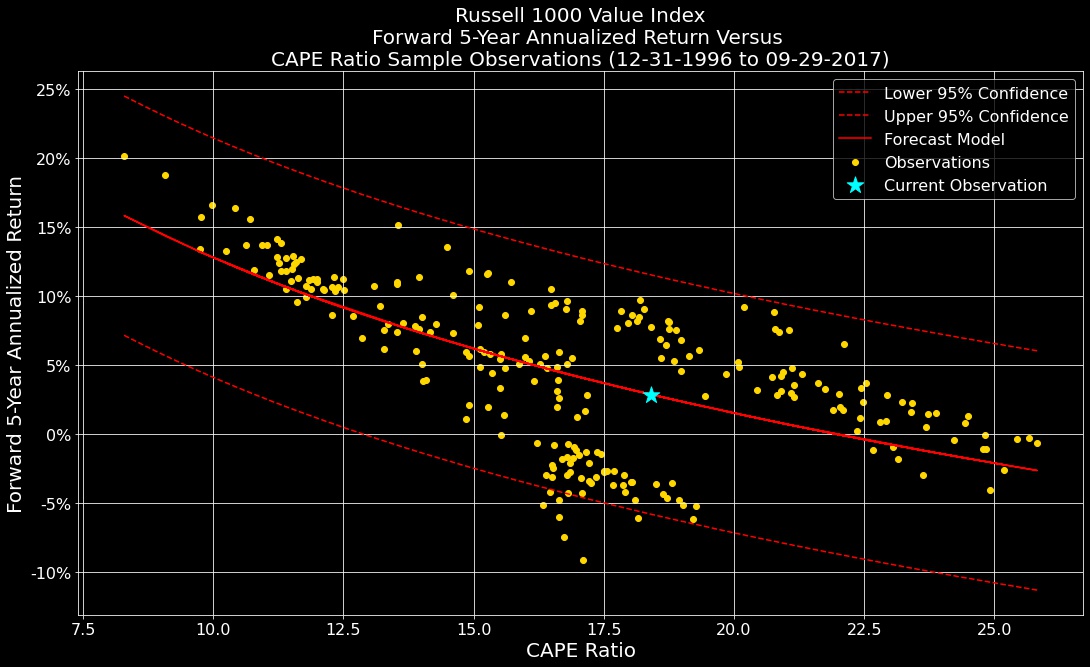 Russell 1000 Value Index
Forward 5-Year Annualized Return Versus
CAPE Ratio Sample Observations (12-31-1996 to 09-29-2017)
Lower 95% Confidence
Upper 95% Confidence
Forecast Model
Observations
Current Observation
Forward 5-Year Annualized Return
25%
20%
15%
10%
5%
0%
-5%
-10%
7.5 10.0 12.5 15.0 17.5 20.0 22.5 25.0
CAPE Ratio